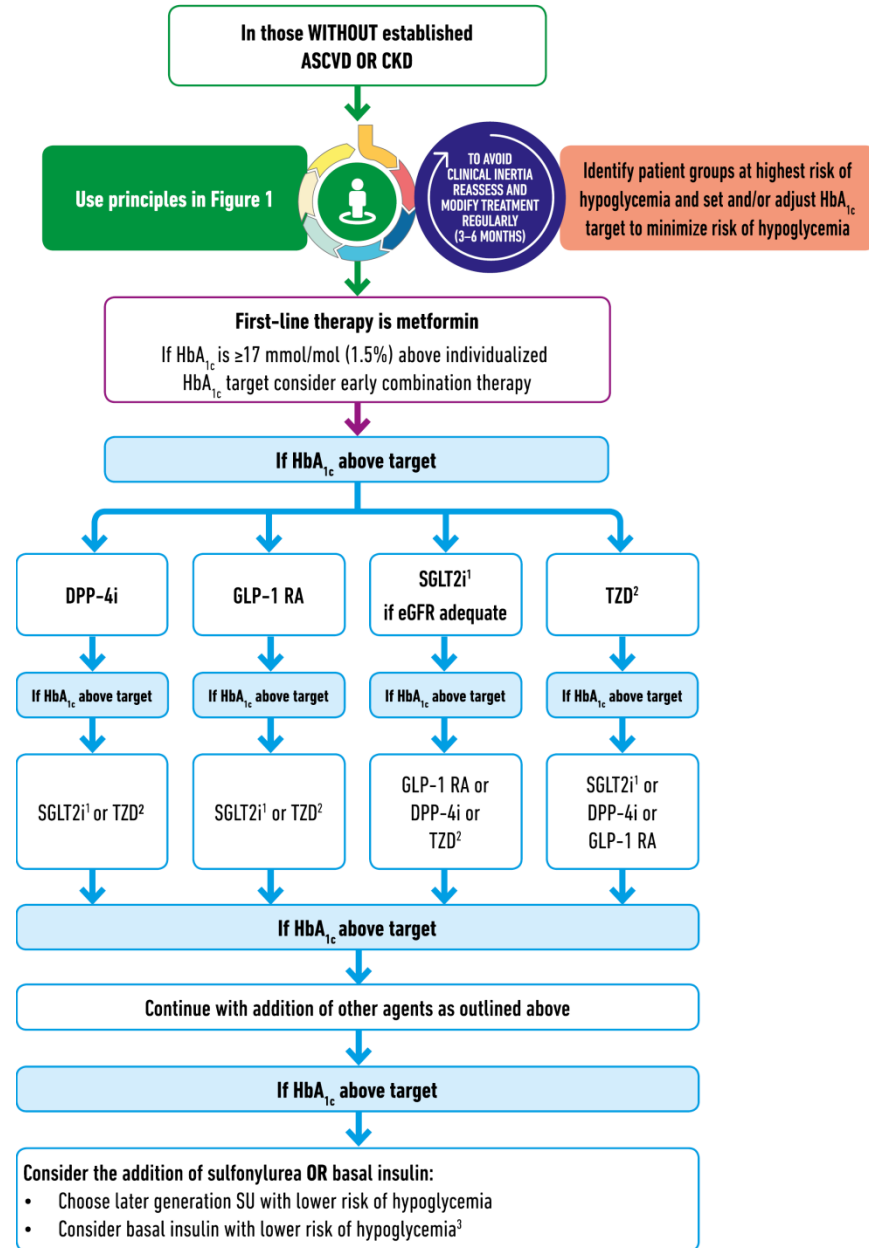 In those WITHOUT established
ASCVD OR CKD
Use principles in Figure 1
TO AVOID
CLINICAL INERTIA
REASSESS AND
MODIFY TREATMENT
REGULARLY
(3–6 MONTHS)
Identify patient groups at highest risk of
hypoglycemia and set and/or adjust HbA1c
target to minimize risk of hypoglycemia
First-line therapy is metformin
If HbA1c is ≥17 mmol/mol (1.5%) above individualized
HbA1c target consider early combination therapy
If HbA1c above target
DPP-4i
GLP-1 RA
SGLT2i¹
if eGFR adequate
TZD²
If HbA1c above target
If HbA1c above target
If HbA1c above target
If HbA1c above target
SGLT2i¹ or TZD²
SGLT2i¹ or TZD²
GLP-1 RA or
DPP-4i or
TZD²
SGLT2i¹ or
DPP-4i or
GLP-1 RA
If HbA1c above target
Continue with addition of other agents as outlined above
If HbA1c above target
Consider the addition of sulfonylurea OR basal insulin:
• Choose later generation SU with lower risk of hypoglycemia
• Consider basal insulin with lower risk of hypoglycemia³